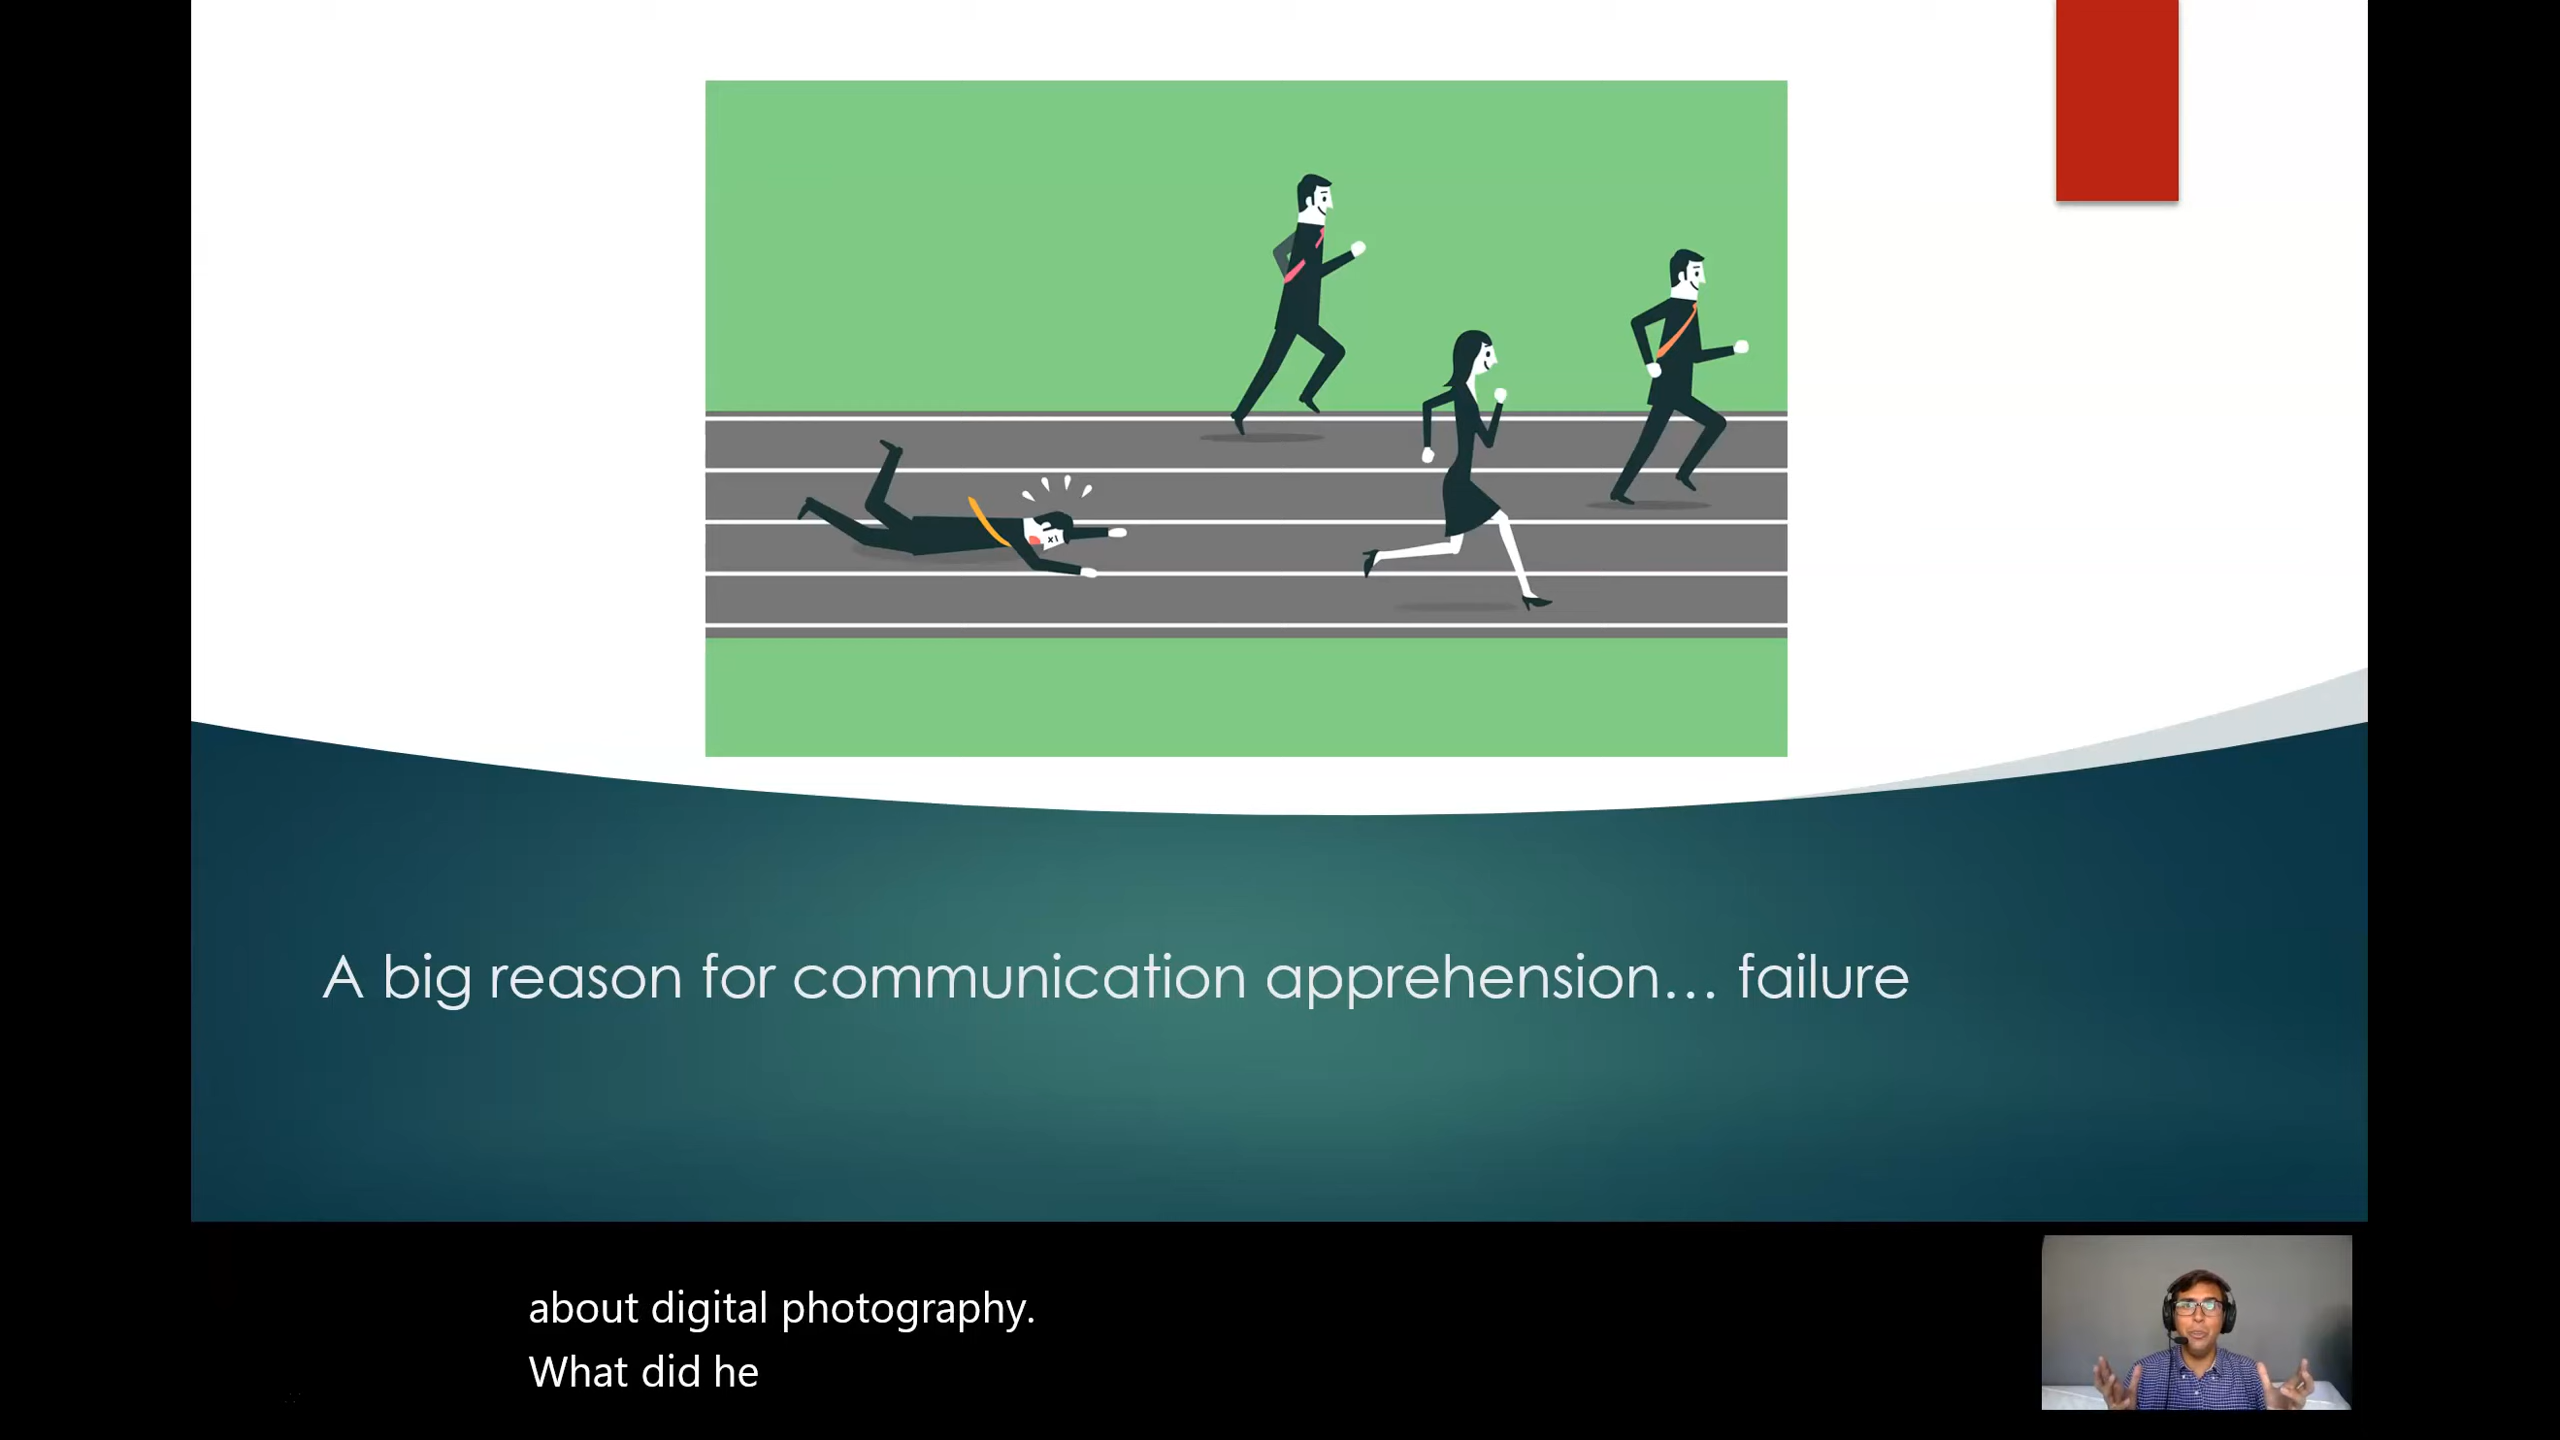 A big reason for communication apprehension… failure
about digital photography.
What did he